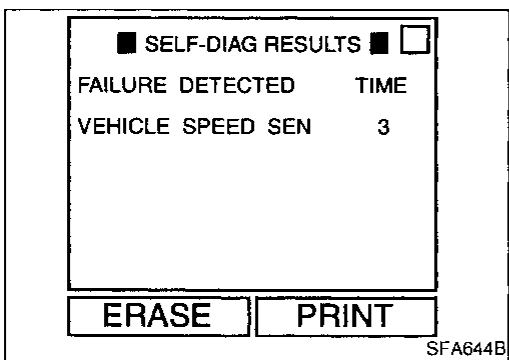 ■ SELF-DIAG RESULTS ■ □
FAILURE DETECTED TIME
VEHICLE SPEED SEN 3
ERASE PRINT
SFA644B